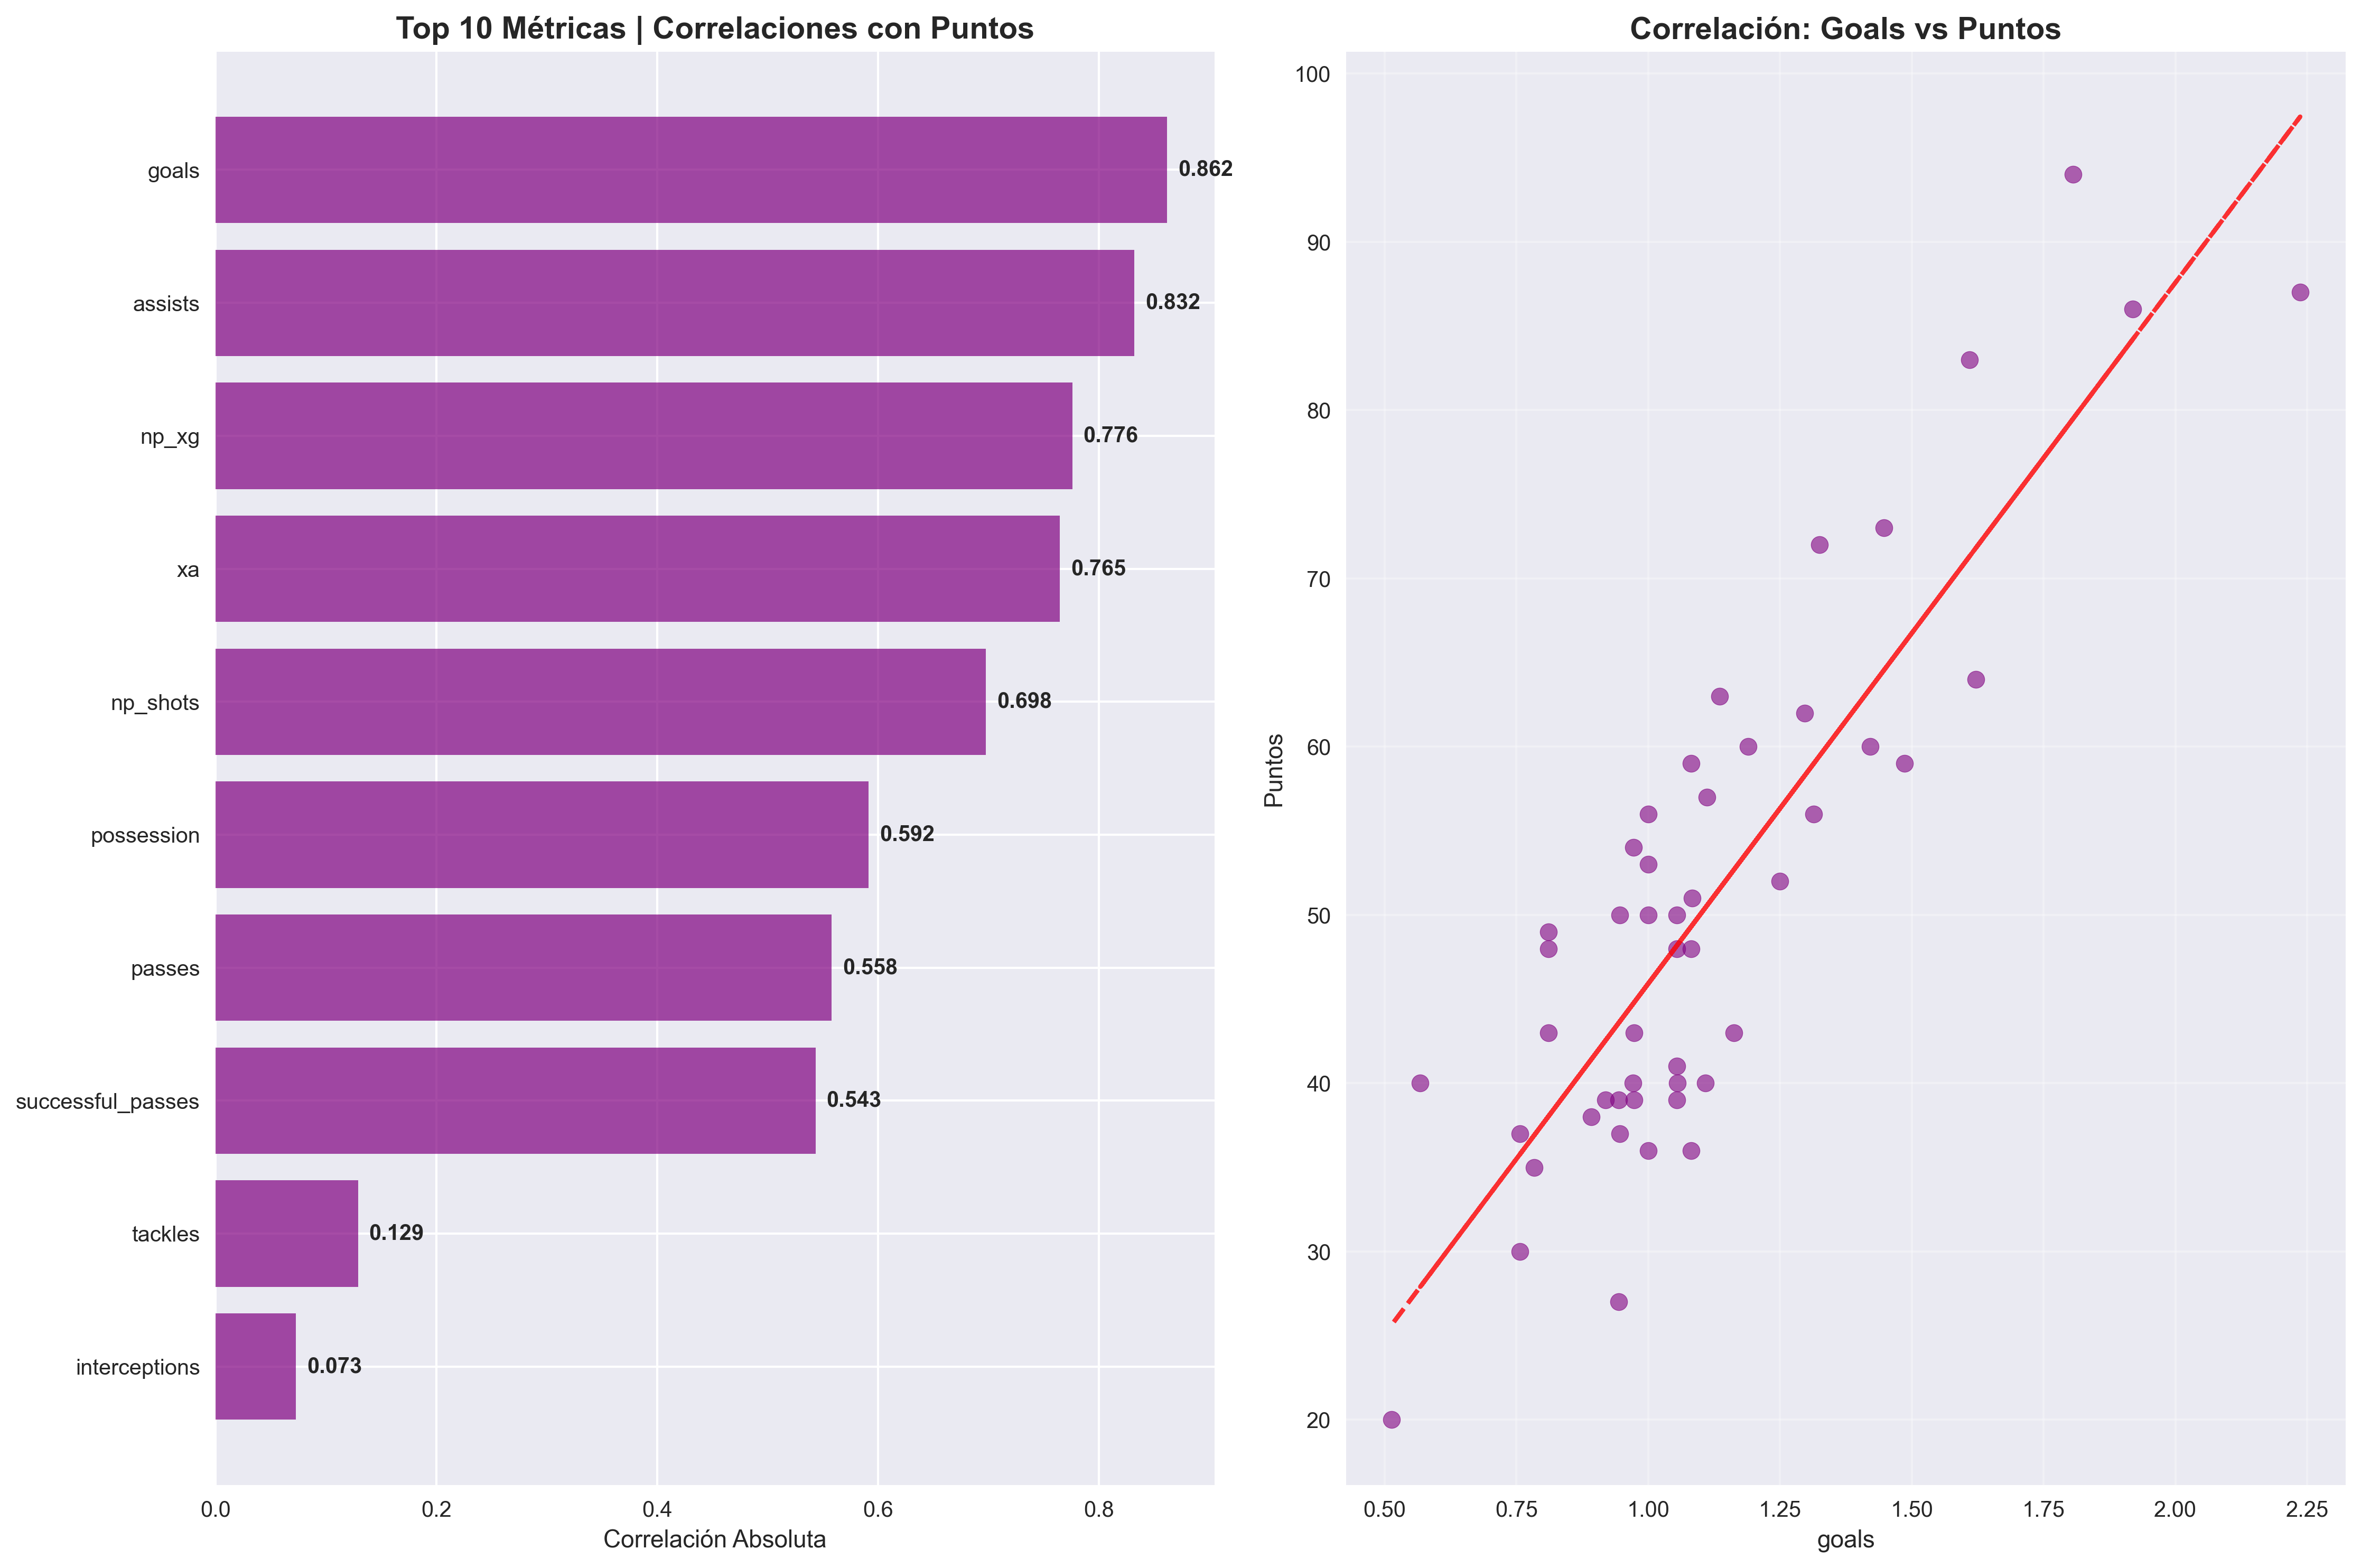 Top 10 Métricas | Correlaciones con Puntos
goals
0.862
assists
0.832
np_xg
0.776
xa
0.765
np_shots
0.698
possession
0.592
passes
0.558
successful_passes
0.543
tackles
0.129
interceptions
0.073
0.0 0.2 0.4 0.6 0.8
Correlación Absoluta
Correlación: Goals vs Puntos
100
90
80
70
60
50
40
30
20
Puntos
0.50 0.75 1.00 1.25 1.50 1.75 2.00 2.25
goals